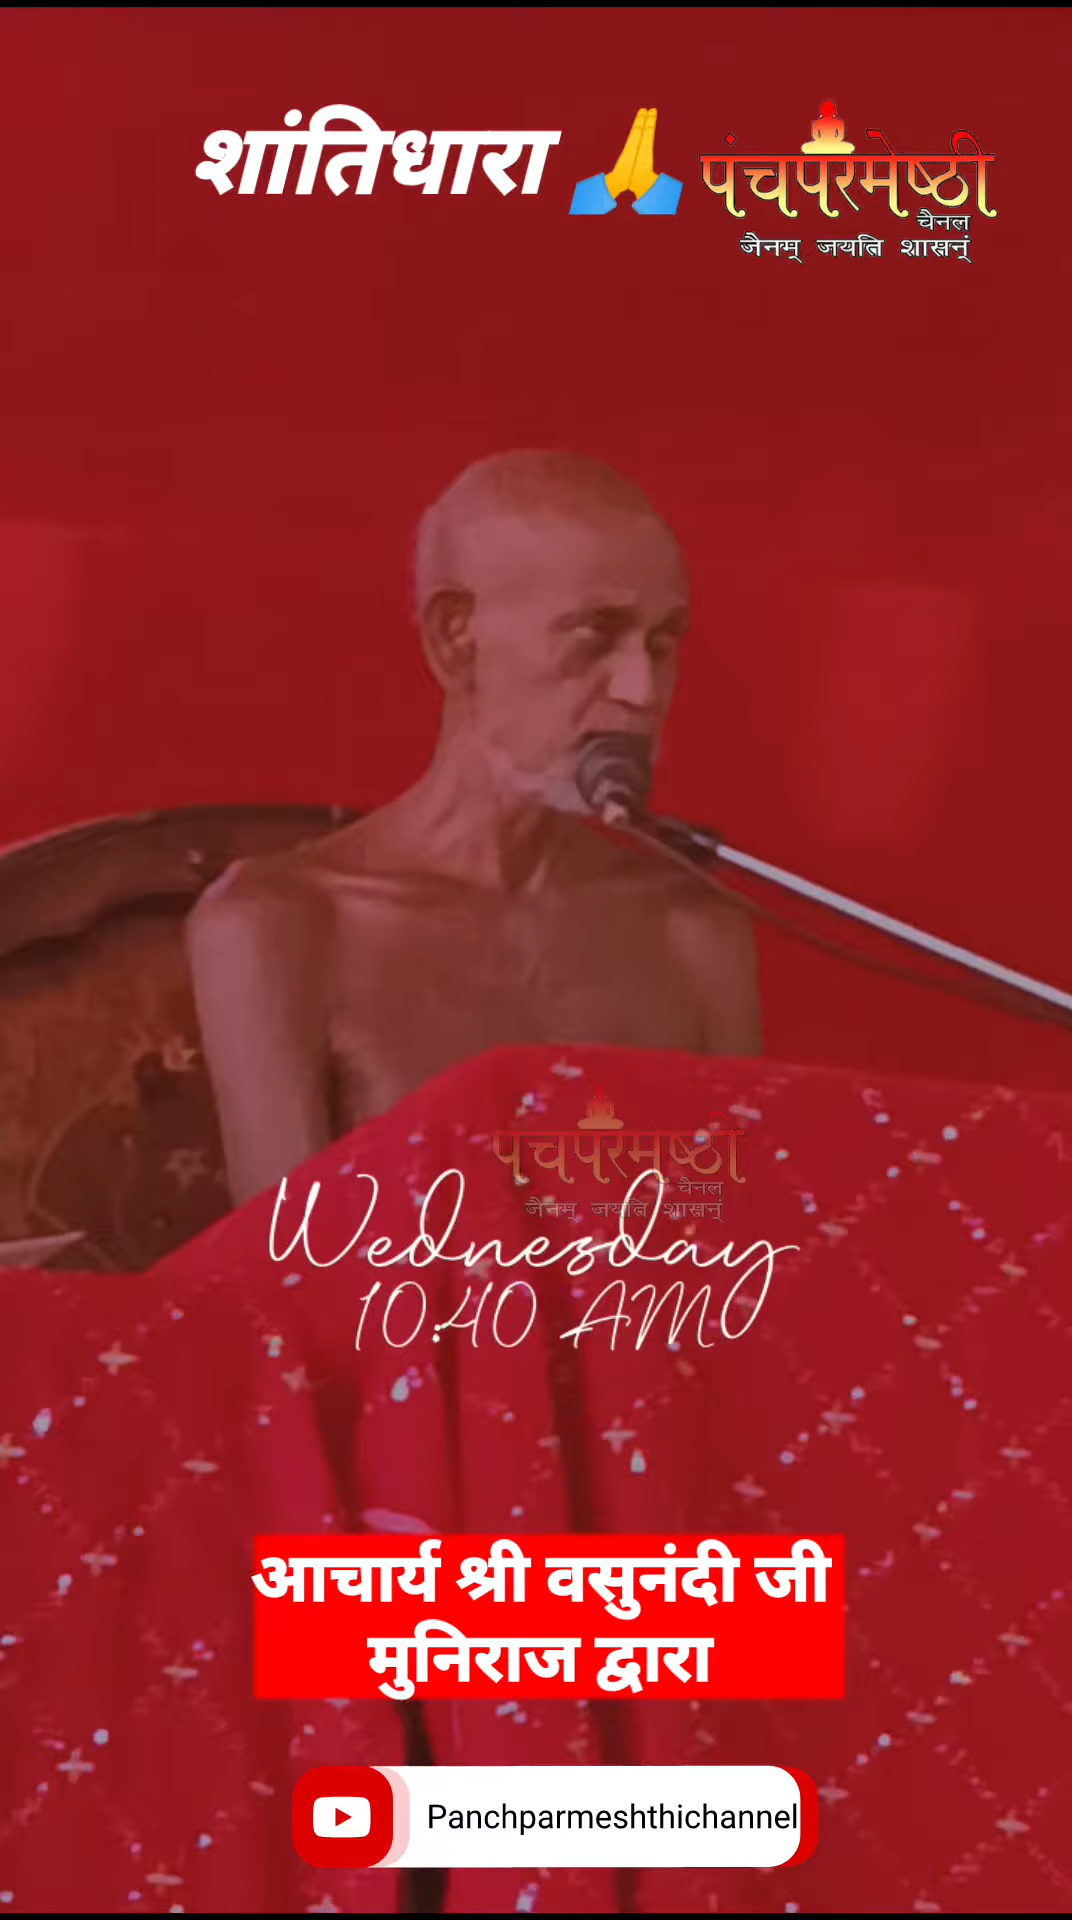 शांतिधारा 🙏
पंचपरमेष्ठी
चैनल
जैनम् जयति शासनं
पंचपरमेष्ठी
चैनल
जैनम् जयति शासनं
Wednesday
10:40 AM
आचार्य श्री वसुनंदी जी
मुनिराज द्वारा
Panchparmeshthichannel